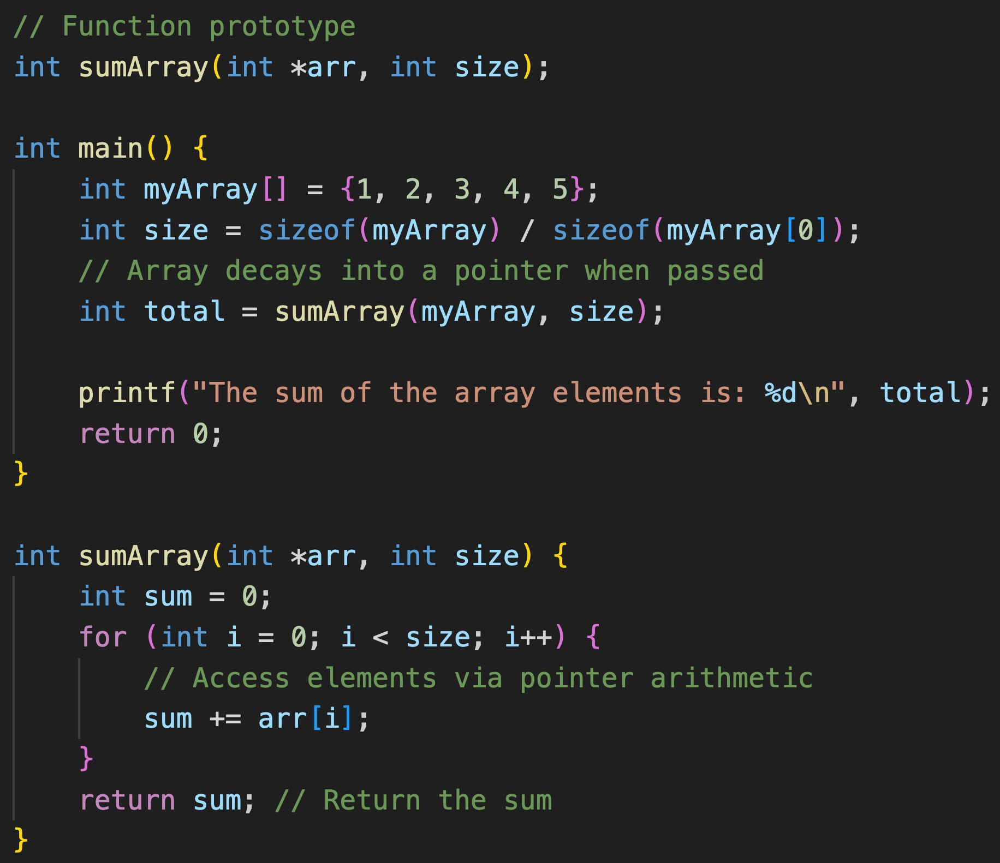 // Function prototype
int sumArray(int *arr, int size);

int main() {
    int myArray[] = {1, 2, 3, 4, 5};
    int size = sizeof(myArray) / sizeof(myArray[0]);
    // Array decays into a pointer when passed
    int total = sumArray(myArray, size);

    printf("The sum of the array elements is: %d\n", total);
    return 0;
}

int sumArray(int *arr, int size) {
    int sum = 0;
    for (int i = 0; i < size; i++) {
        // Access elements via pointer arithmetic
        sum += arr[i];
    }
    return sum; // Return the sum
}